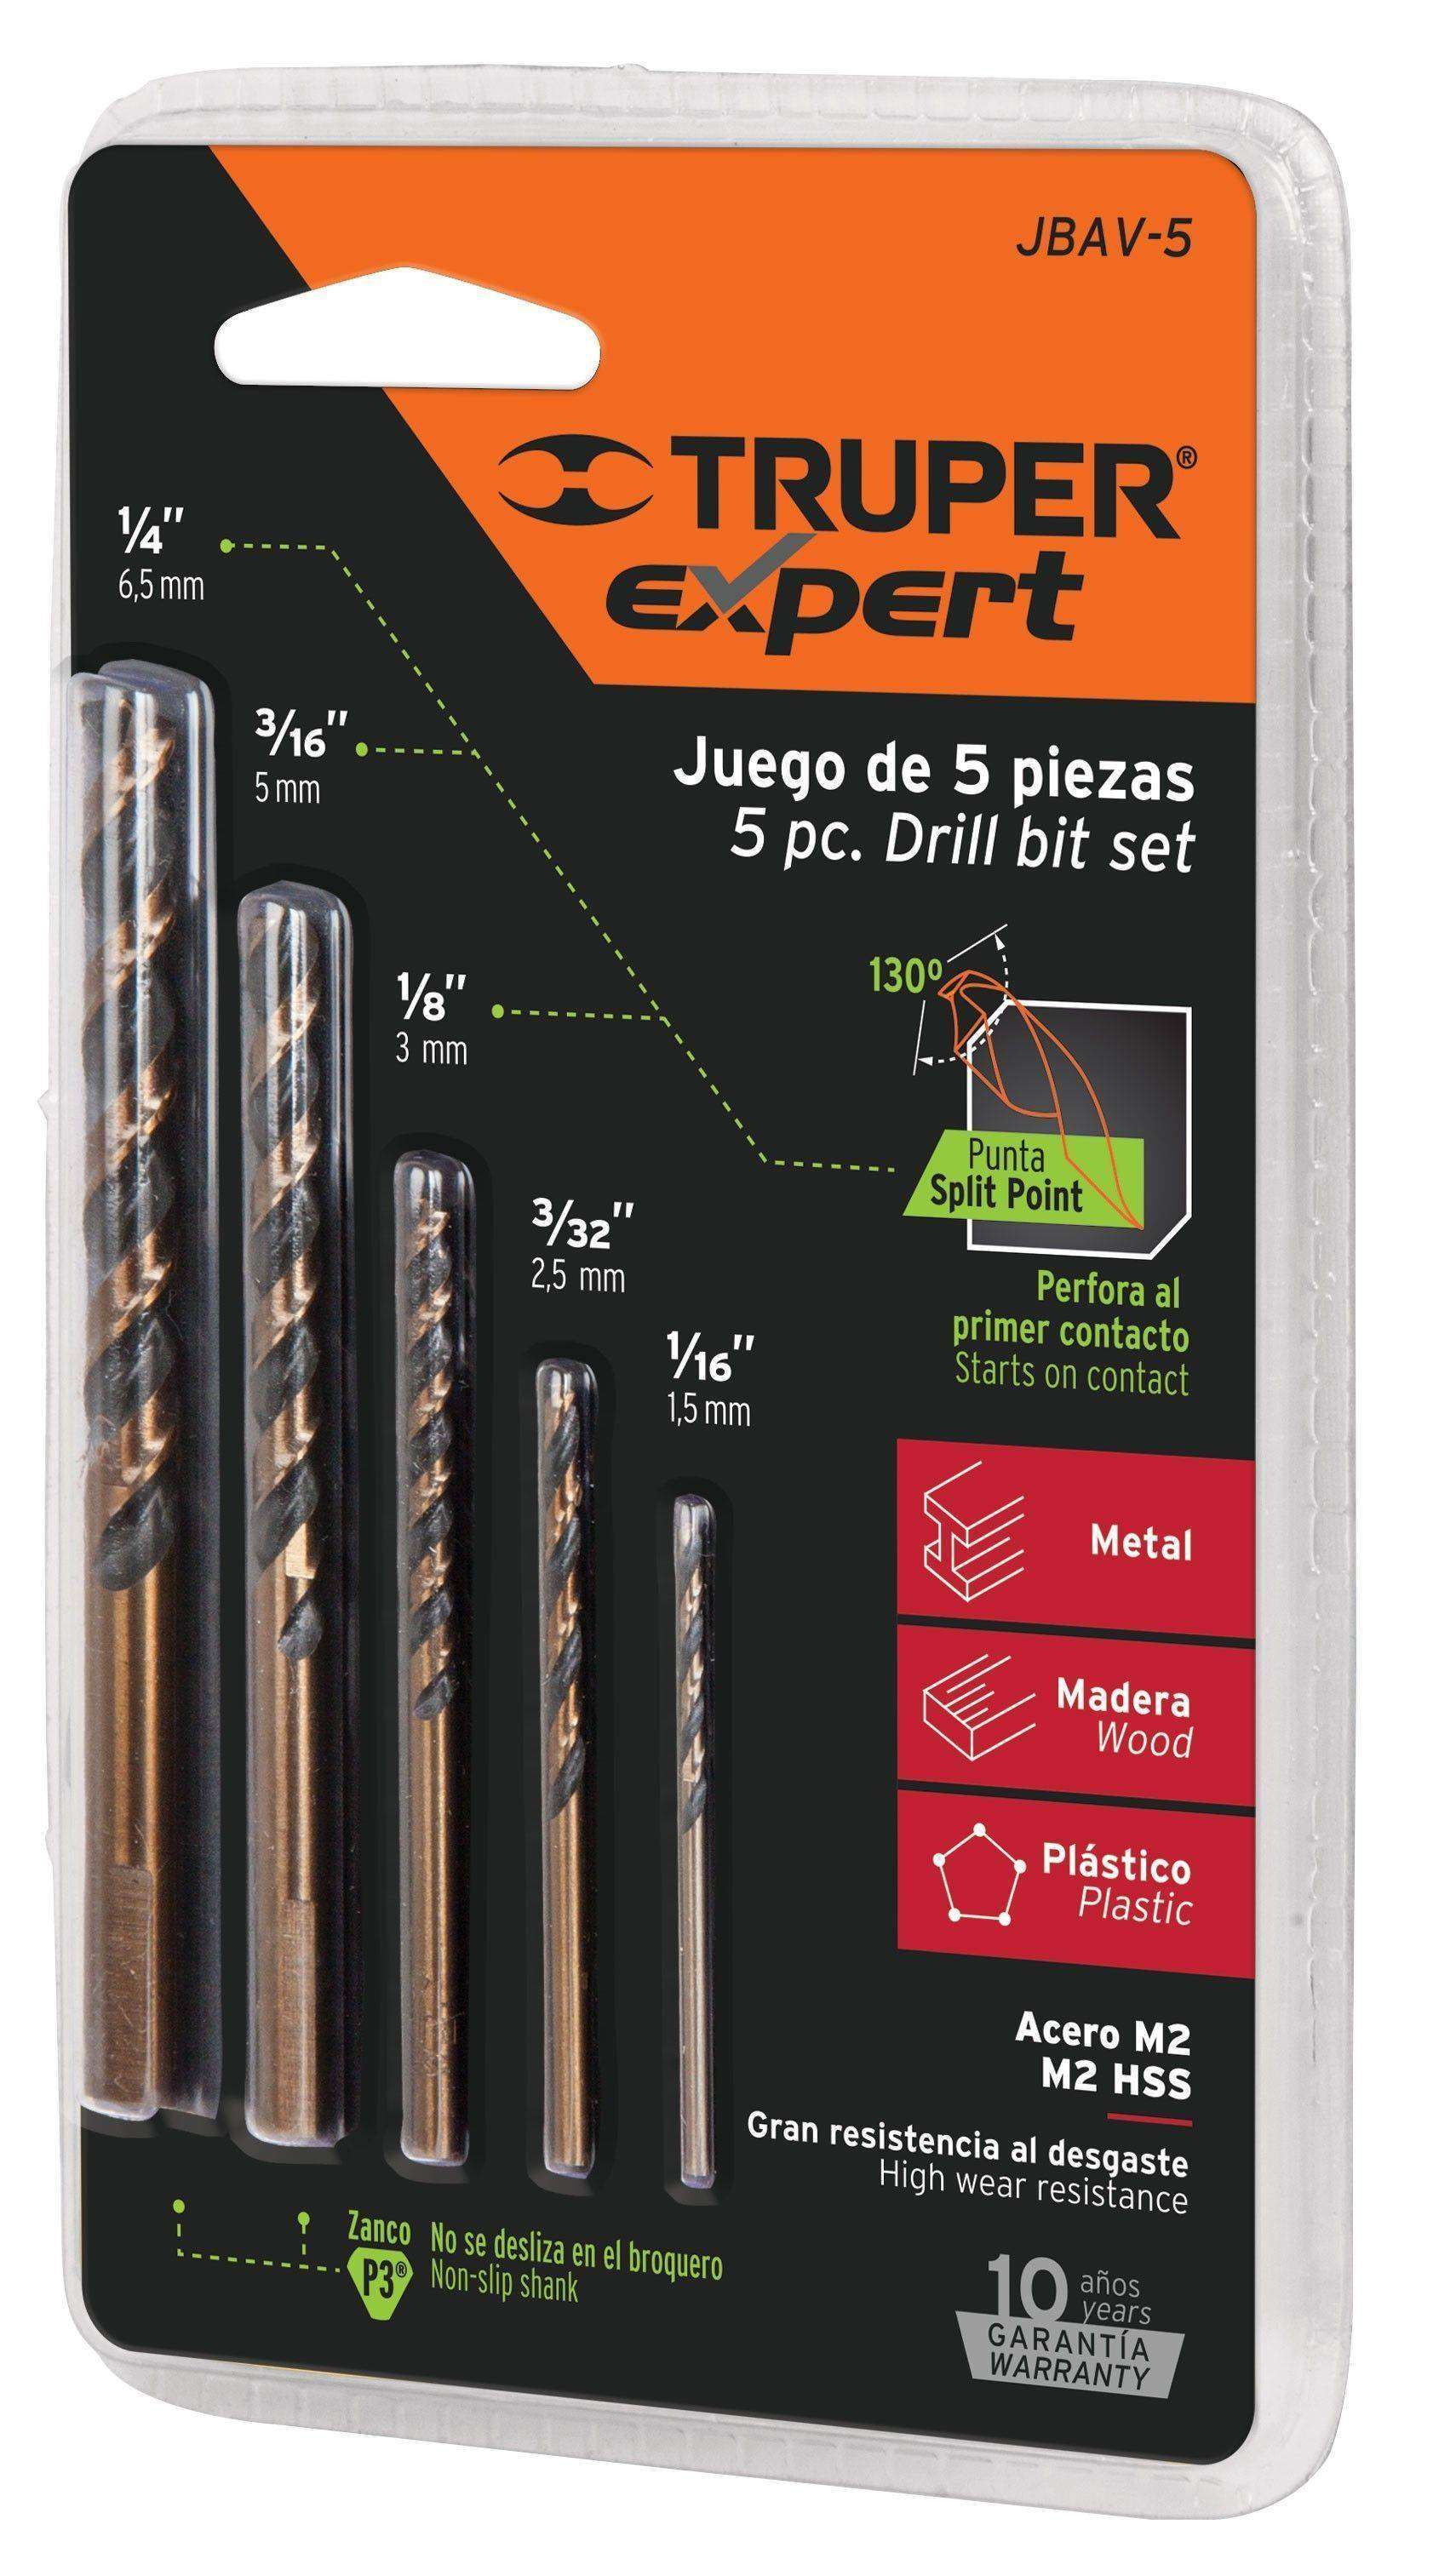 JBAV-5
TRUPER®
expert
1/4"
6,5 mm
3/16"
5 mm
Juego de 5 piezas
5 pc. Drill bit set
130º
1/8"
3 mm
Punta
Split Point
3/32"
2,5 mm
Perfora al
primer contacto
Starts on contact
1/16"
1,5 mm
Metal
Madera
Wood
Plástico
Plastic
Acero M2
M2 HSS
Gran resistencia al desgaste
High wear resistance
Zanco
P3®
No se desliza en el broquero
Non-slip shank
10 años
years
GARANTÍA
WARRANTY